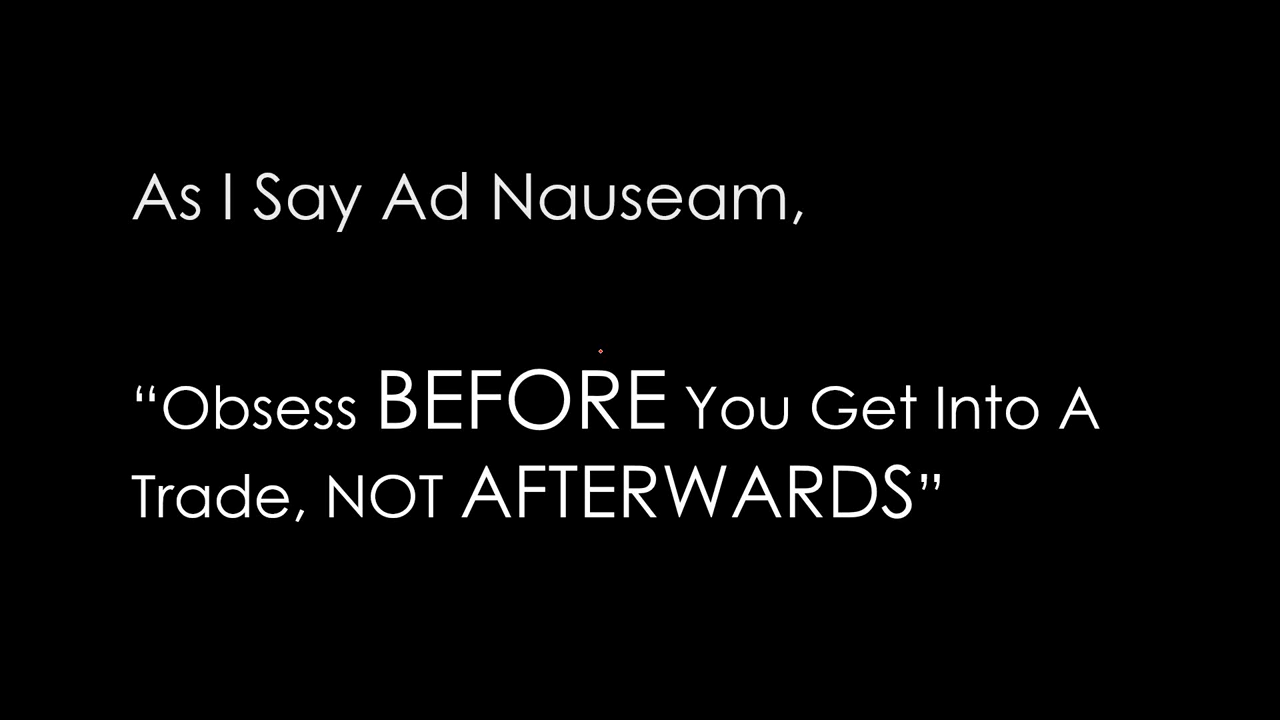 As I Say Ad Nauseam,
“Obsess BEFORE You Get Into A
Trade, NOT AFTERWARDS”